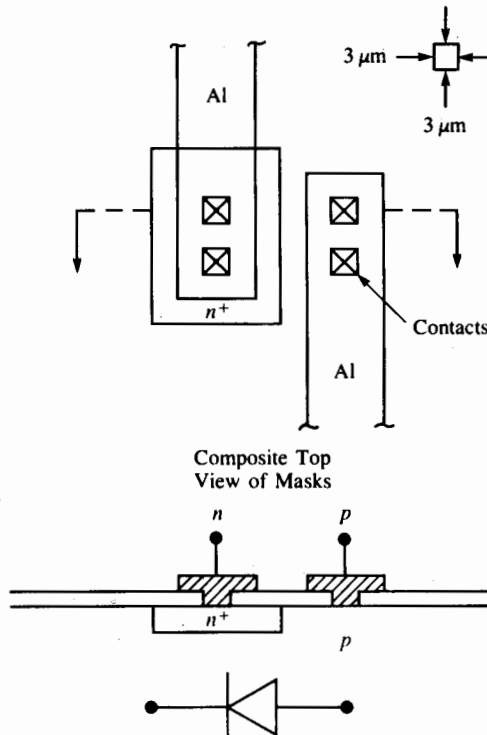 Al
3 μm
3 μm
n+
Contacts
Al
Composite Top
View of Masks
n
p
n+
p